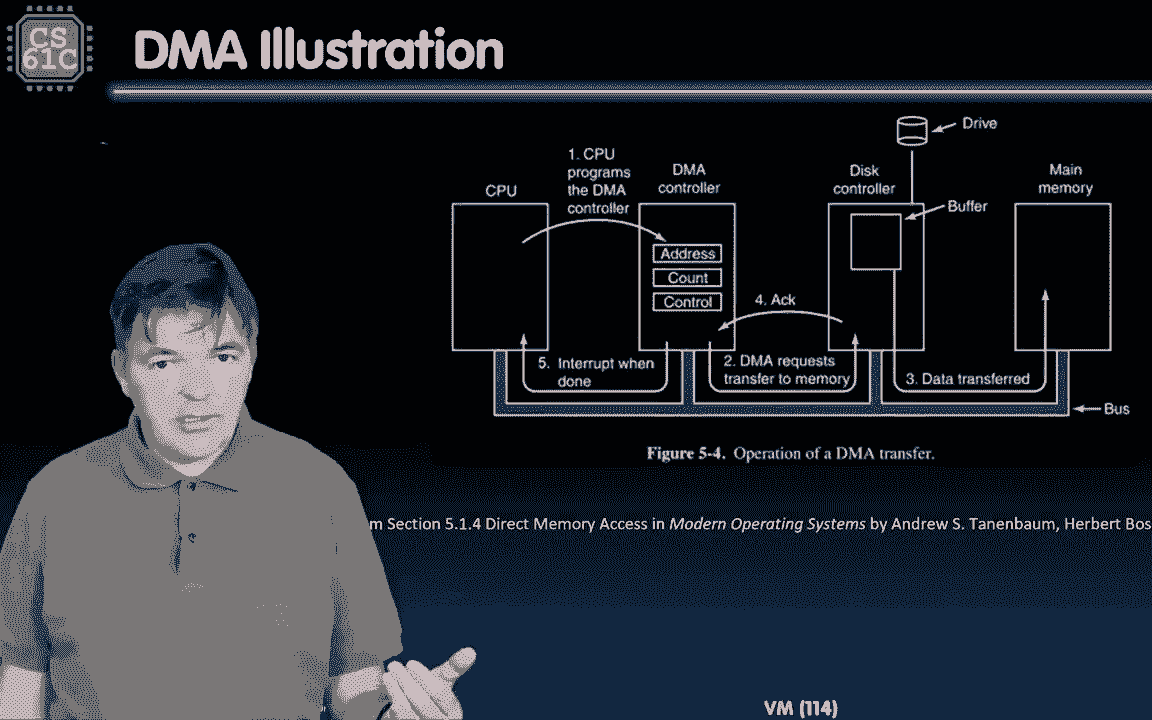 CS
61C
DMA Illustration
Drive
1. CPU
programs
the DMA
controller
CPU
DMA
controller
Disk
controller
Main
memory
Buffer
Address
Count
Control
4. Ack
5. Interrupt when
done
2. DMA requests
transfer to memory
3. Data transferred
Bus
Figure 5-4. Operation of a DMA transfer.
m Section 5.1.4 Direct Memory Access in Modern Operating Systems by Andrew S. Tanenbaum, Herbert Bos
VM (114)